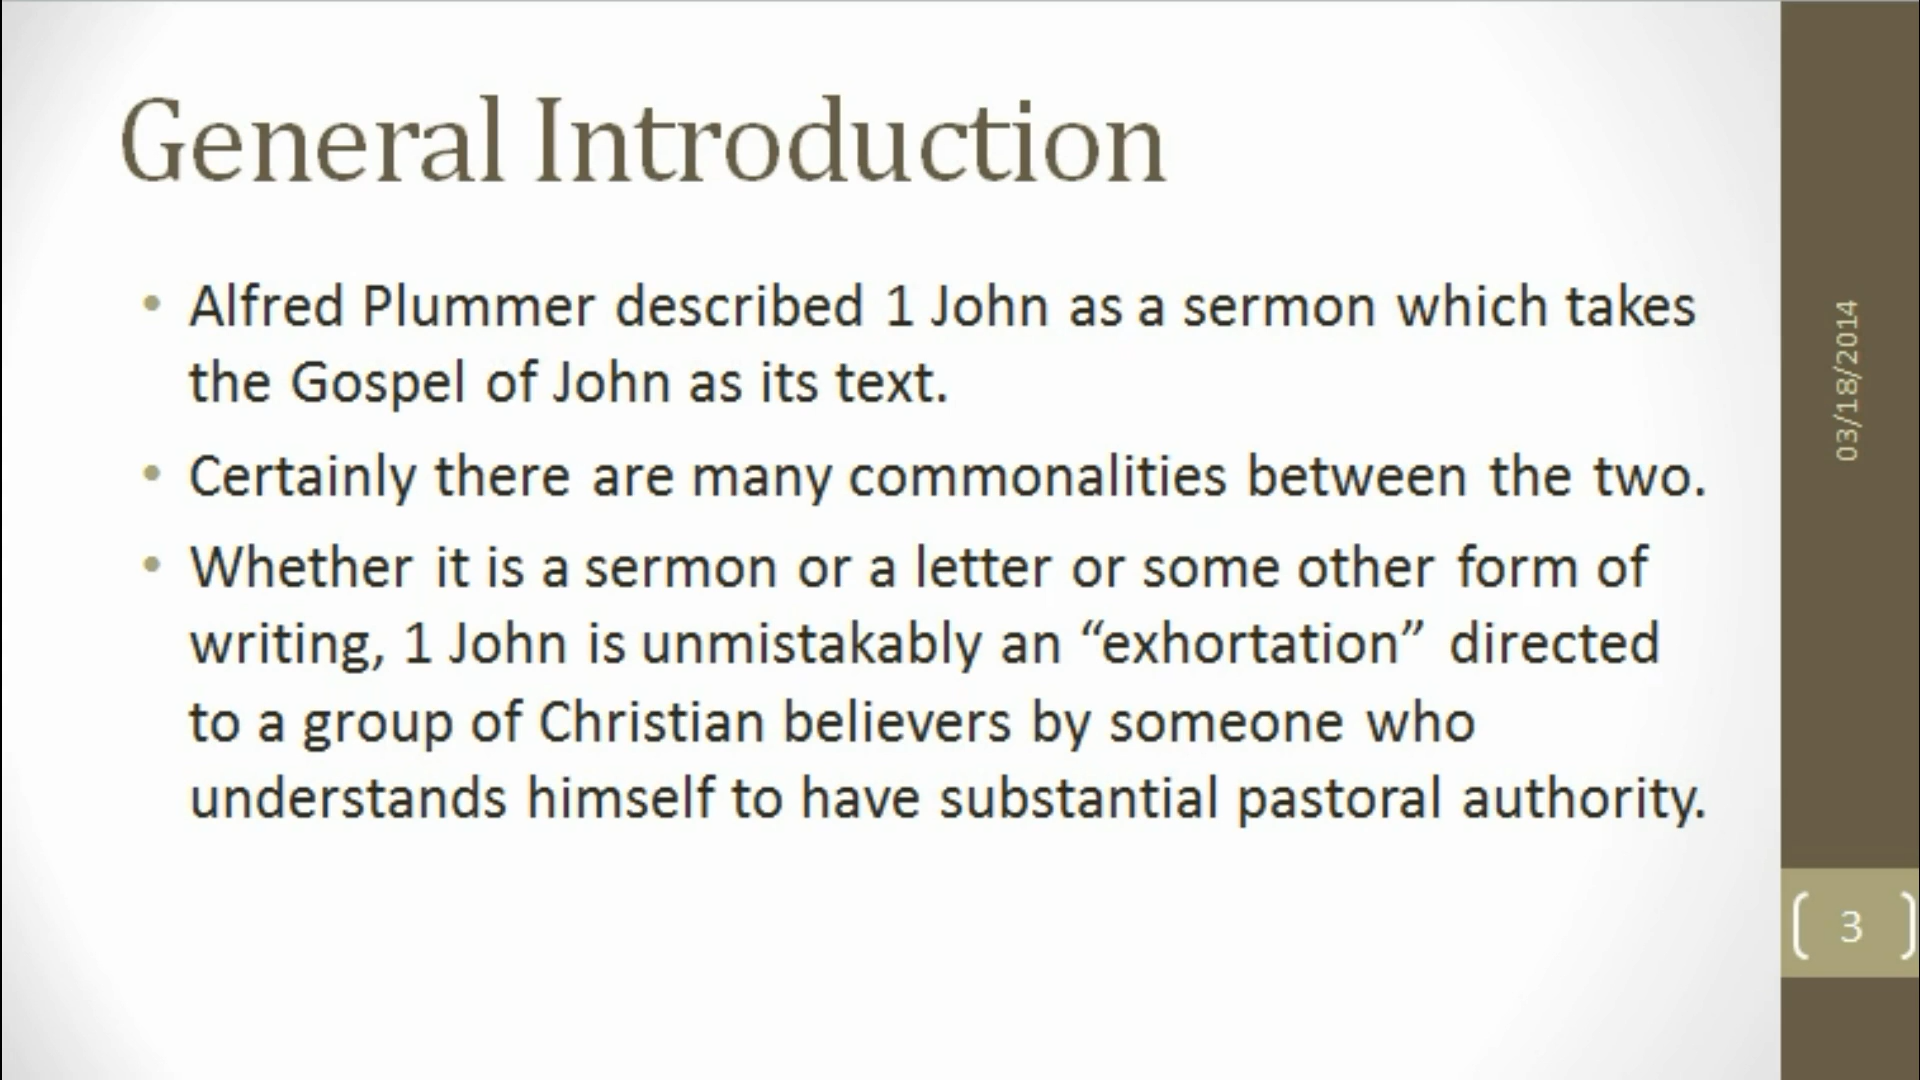 General Introduction
• Alfred Plummer described 1 John as a sermon which takes
the Gospel of John as its text.
• Certainly there are many commonalities between the two.
• Whether it is a sermon or a letter or some other form of
writing, 1 John is unmistakably an “exhortation” directed
to a group of Christian believers by someone who
understands himself to have substantial pastoral authority.
03/18/2014
3